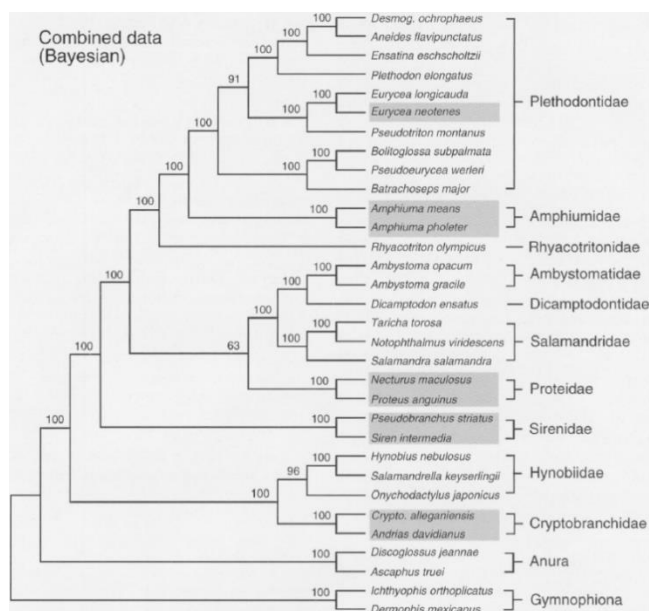 Combined data
(Bayesian)
100
Desmog. ochrophaeus
100
Aneides flavipunctatus
100
Ensatina eschscholtzii
Plethodon elongatus
91
100
Eurycea longicauda
100
Eurycea neotenes
Pseudotriton montanus
Plethodontidae
100
100
Bolitoglossa subpalmata
100
Pseudoeurycea werleri
Batrachoseps major
100
100
Amphiuma means
Amphiuma pholeter
Amphiumidae
100
Rhyacotriton olympicus
Rhyacotritonidae
100
100
Ambystoma opacum
Ambystoma gracile
Ambystomatidae
100
Dicamptodon ensatus
Dicamptodontidae
100
100
Taricha torosa
100
Notophthalmus viridescens
Salamandridae
Salamandra salamandra
63
100
Necturus maculosus
Proteus anguinus
Proteidae
100
100
Pseudobranchus striatus
Siren intermedia
Sirenidae
100
100
Hynobius nebulosus
96
Salamandrella keyserlingii
Hynobiidae
Onychodactylus japonicus
100
100
Crypto. alleganiensis
Andrias davidianus
Cryptobranchidae
100
Discoglossus jeannae
Ascaphus truei
Anura
100
Ichthyophis orthoplicatus
Dermophis mexicanus
Gymnophiona